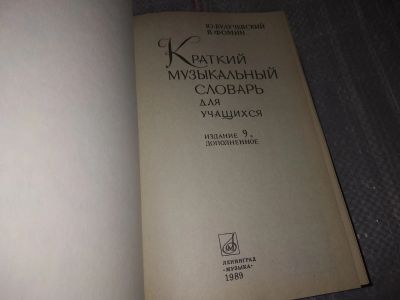 Ю. БУЛУЧЕВСКИЙ
В. ФОМИН
КРАТКИЙ
МУЗЫКАЛЬНЫЙ
СЛОВАРЬ
ДЛЯ
УЧАЩИХСЯ
ИЗДАНИЕ 9,
ДОПОЛНЕННОЕ
ЛЕНИНГРАД
«МУЗЫКА»
1989